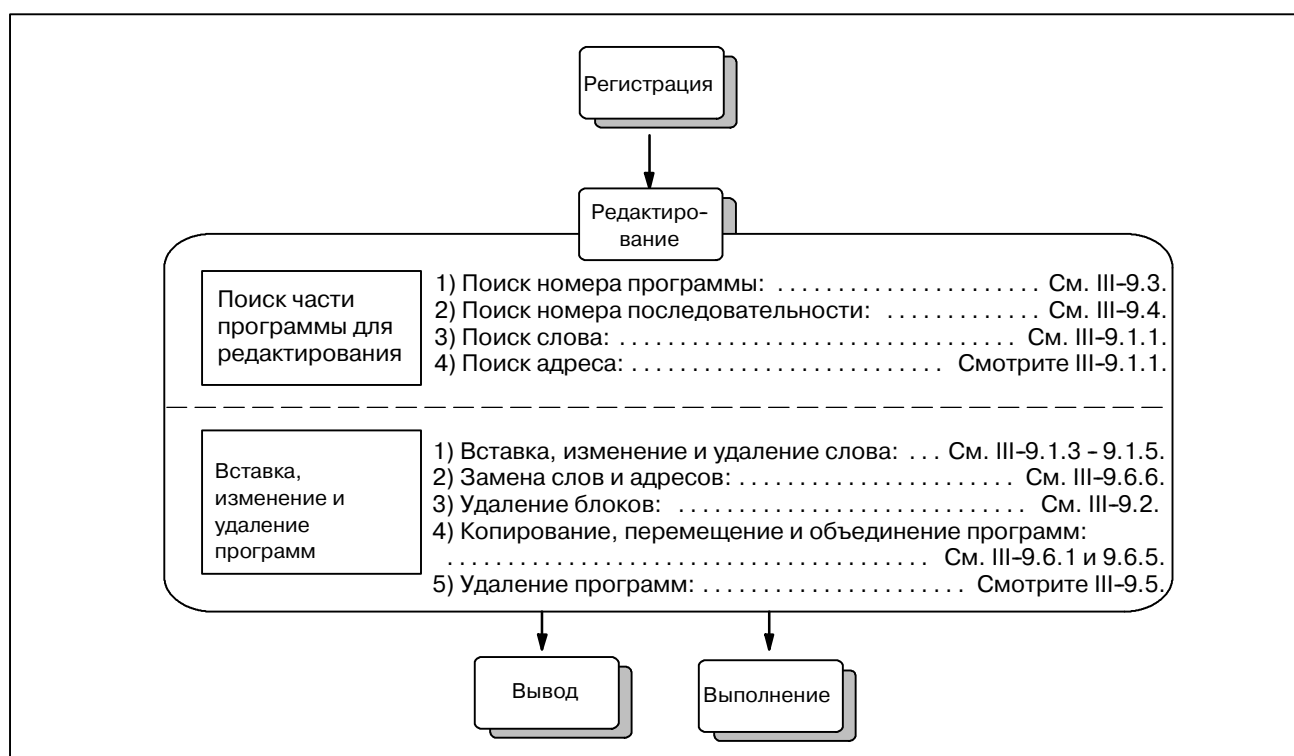 Регистрация
Редактиро-
вание
Поиск части
программы для
редактирования
1) Поиск номера программы: . . . . . . . . . . . . . . . . . . . . . . См. III-9.3.
2) Поиск номера последовательности: . . . . . . . . . . . . . См. III-9.4.
3) Поиск слова: . . . . . . . . . . . . . . . . . . . . . . . . . . . . . . . . См. III-9.1.1.
4) Поиск адреса: . . . . . . . . . . . . . . . . . . . . . . . . . . Смотрите III-9.1.1.
Вставка,
изменение и
удаление
программ
1) Вставка, изменение и удаление слова: . . . См. III-9.1.3 - 9.1.5.
2) Замена слов и адресов: . . . . . . . . . . . . . . . . . . . . . . . См. III-9.6.6.
3) Удаление блоков: . . . . . . . . . . . . . . . . . . . . . . . . . . . . . См. III-9.2.
4) Копирование, перемещение и объединение программ:
. . . . . . . . . . . . . . . . . . . . . . . . . . . . . . . . . . . . . . . См. III-9.6.1 и 9.6.5.
5) Удаление программ: . . . . . . . . . . . . . . . . . . . . . . Смотрите III-9.5.
Вывод
Выполнение